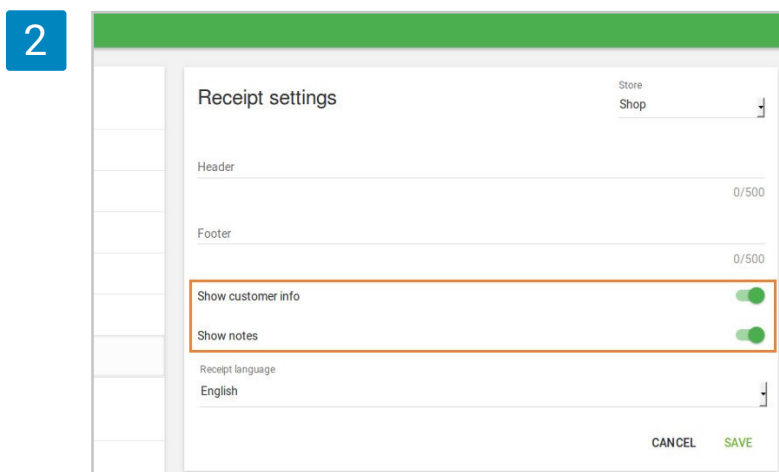 2
Receipt settings
Store
Shop
Header
0/500
Footer
0/500
Show customer info
Show notes
Receipt language
English
CANCEL SAVE